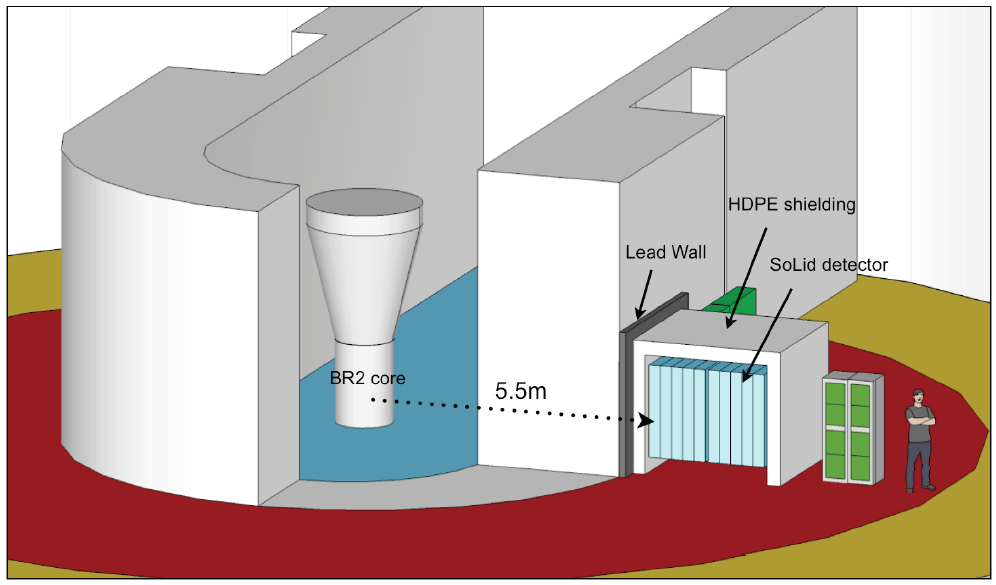 HDPE shielding
Lead Wall
SoLid detector
BR2 core
5.5m